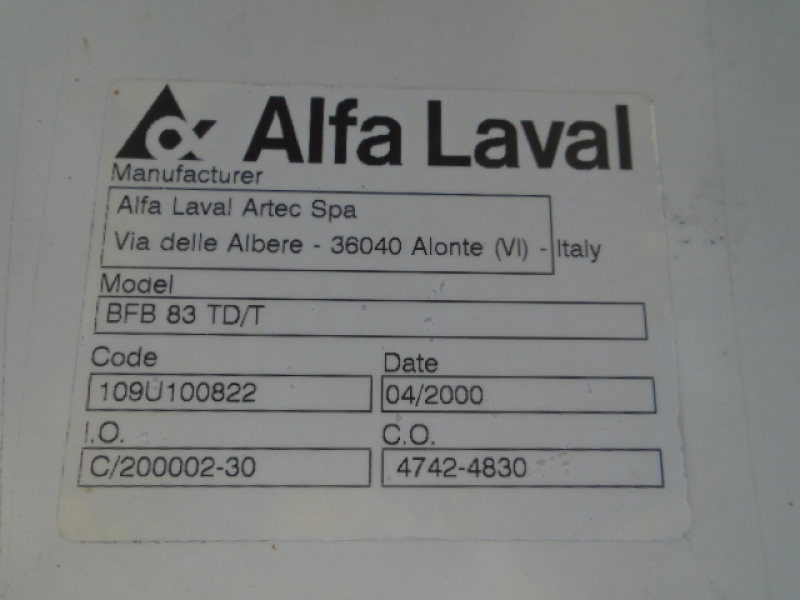 Alfa Laval
Manufacturer
Alfa Laval Artec Spa
Via delle Albere - 36040 Alonte (VI) - Italy
Model
BFB 83 TD/T
Code Date
109U100822 04/2000
I.O. C.O.
C/200002-30 4742-4830